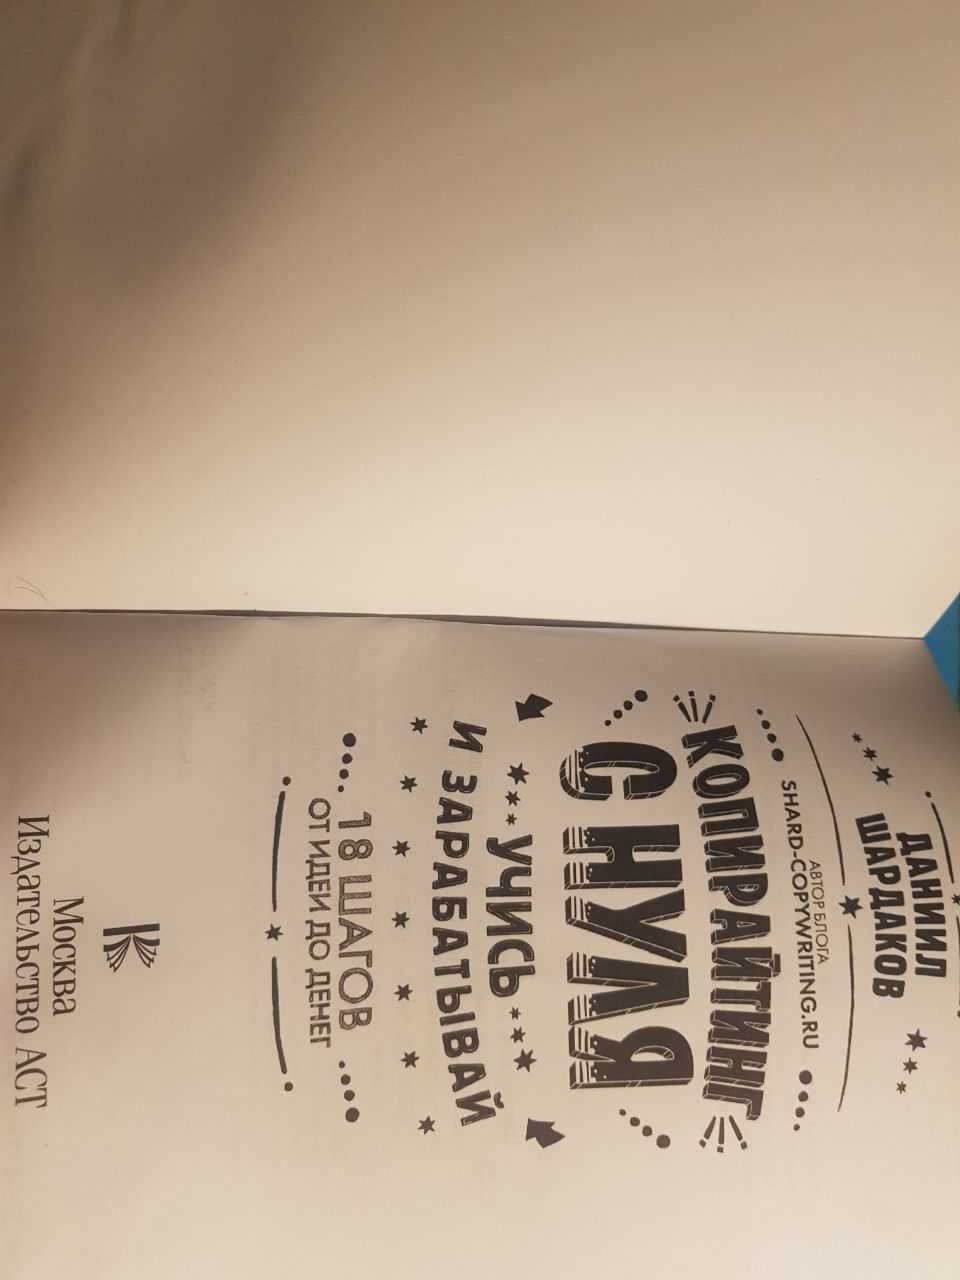 ДАНИИЛ
ШАРДАКОВ
АВТОР БЛОГА
SHARD-COPYWRITING.RU
КОПИРАЙТИНГ
С НУЛЯ
УЧИСЬ
И ЗАРАБАТЫВАЙ
18 ШАГОВ
ОТ ИДЕИ ДО ДЕНЕГ
Москва
Издательство АСТ